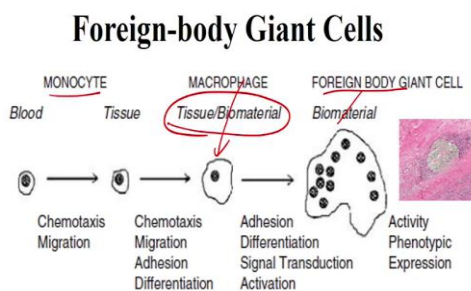 Foreign-body Giant Cells
MONOCYTE MACROPHAGE FOREIGN BODY GIANT CELL
Blood Tissue Tissue/Biomaterial Biomaterial
Chemotaxis Chemotaxis Adhesion Activity
Migration Migration Differentiation Phenotypic
Adhesion Signal Transduction Expression
Differentiation Activation